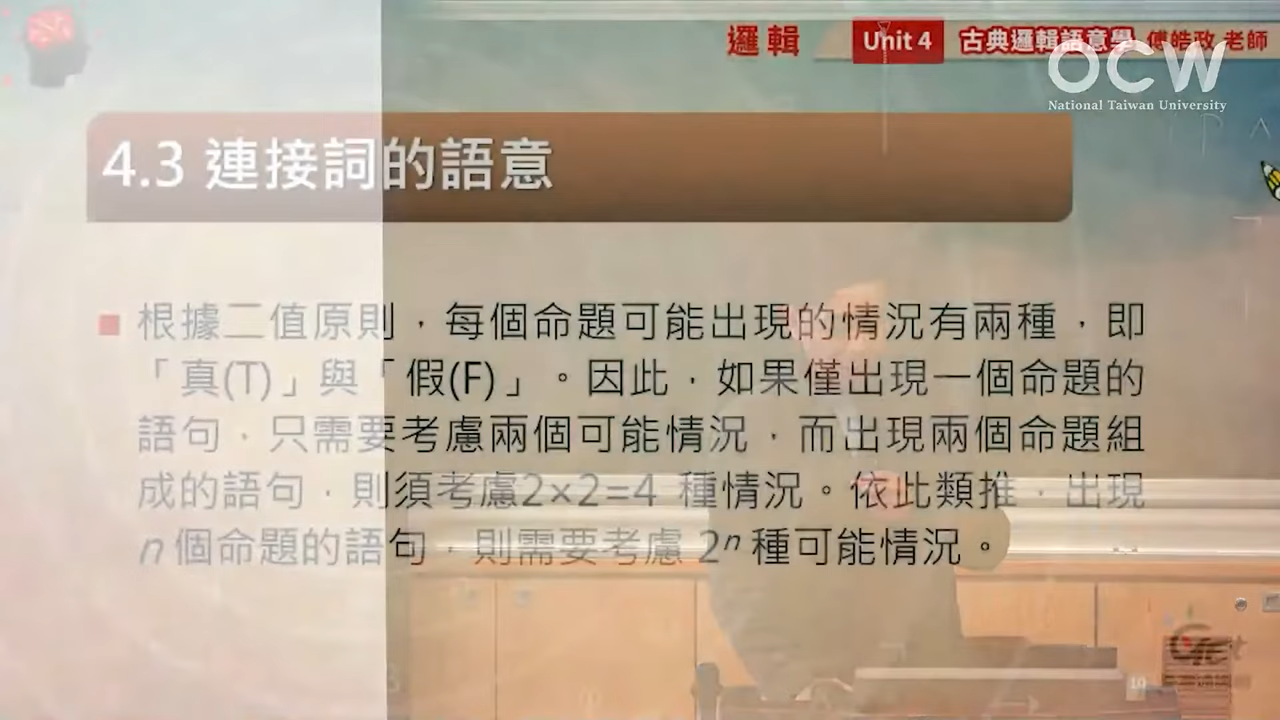 邏輯 Unit 4 古典邏輯語意學 傅皓政 老師
OCW
National Taiwan University
4.3 連接詞的語意
根據二值原則，每個命題可能出現的情況有兩種，即
「真(T)」與「假(F)」。因此，如果僅出現一個命題的
語句，只需要考慮兩個可能情況，而出現兩個命題組
成的語句，則須考慮2×2=4 種情況。依此類推，出現
n 個命題的語句，則需要考慮 2ⁿ 種可能情況。